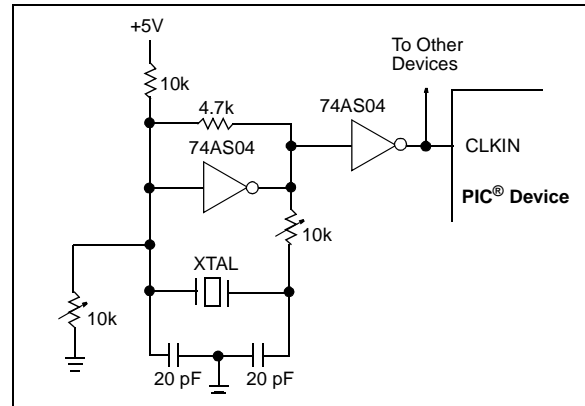 +5V
To Other
Devices
10k
4.7k
74AS04
74AS04
CLKIN
PIC® Device
10k
XTAL
10k
20 pF 20 pF